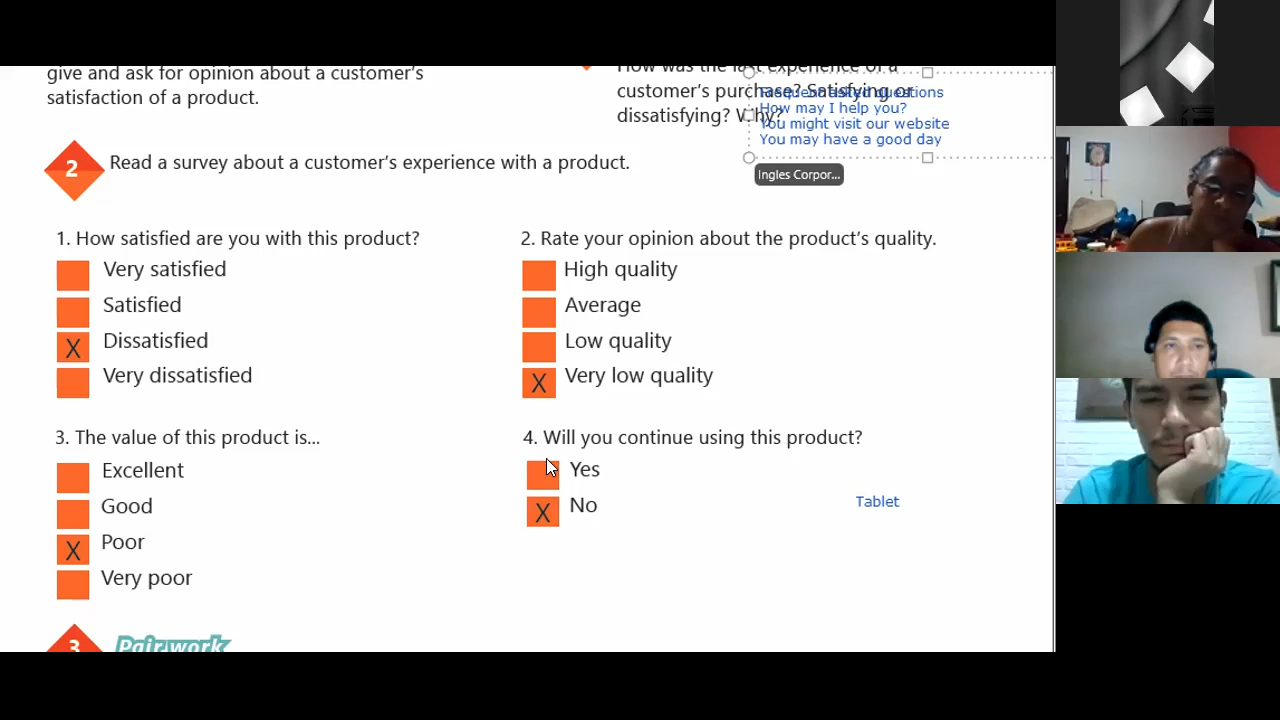 give and ask for opinion about a customer's
satisfaction of a product.
How was the last experience of a
customer's purchase? Satisfying or
dissatisfying? Why?
Frequent asked questions
How may I help you?
You might visit our website
You may have a good day
Ingles Corpor...
2 Read a survey about a customer's experience with a product.
1. How satisfied are you with this product?
Very satisfied
Satisfied
X Dissatisfied
Very dissatisfied
2. Rate your opinion about the product's quality.
High quality
Average
Low quality
X Very low quality
3. The value of this product is...
Excellent
Good
X Poor
Very poor
4. Will you continue using this product?
Yes
X No
Tablet
3 Pair work